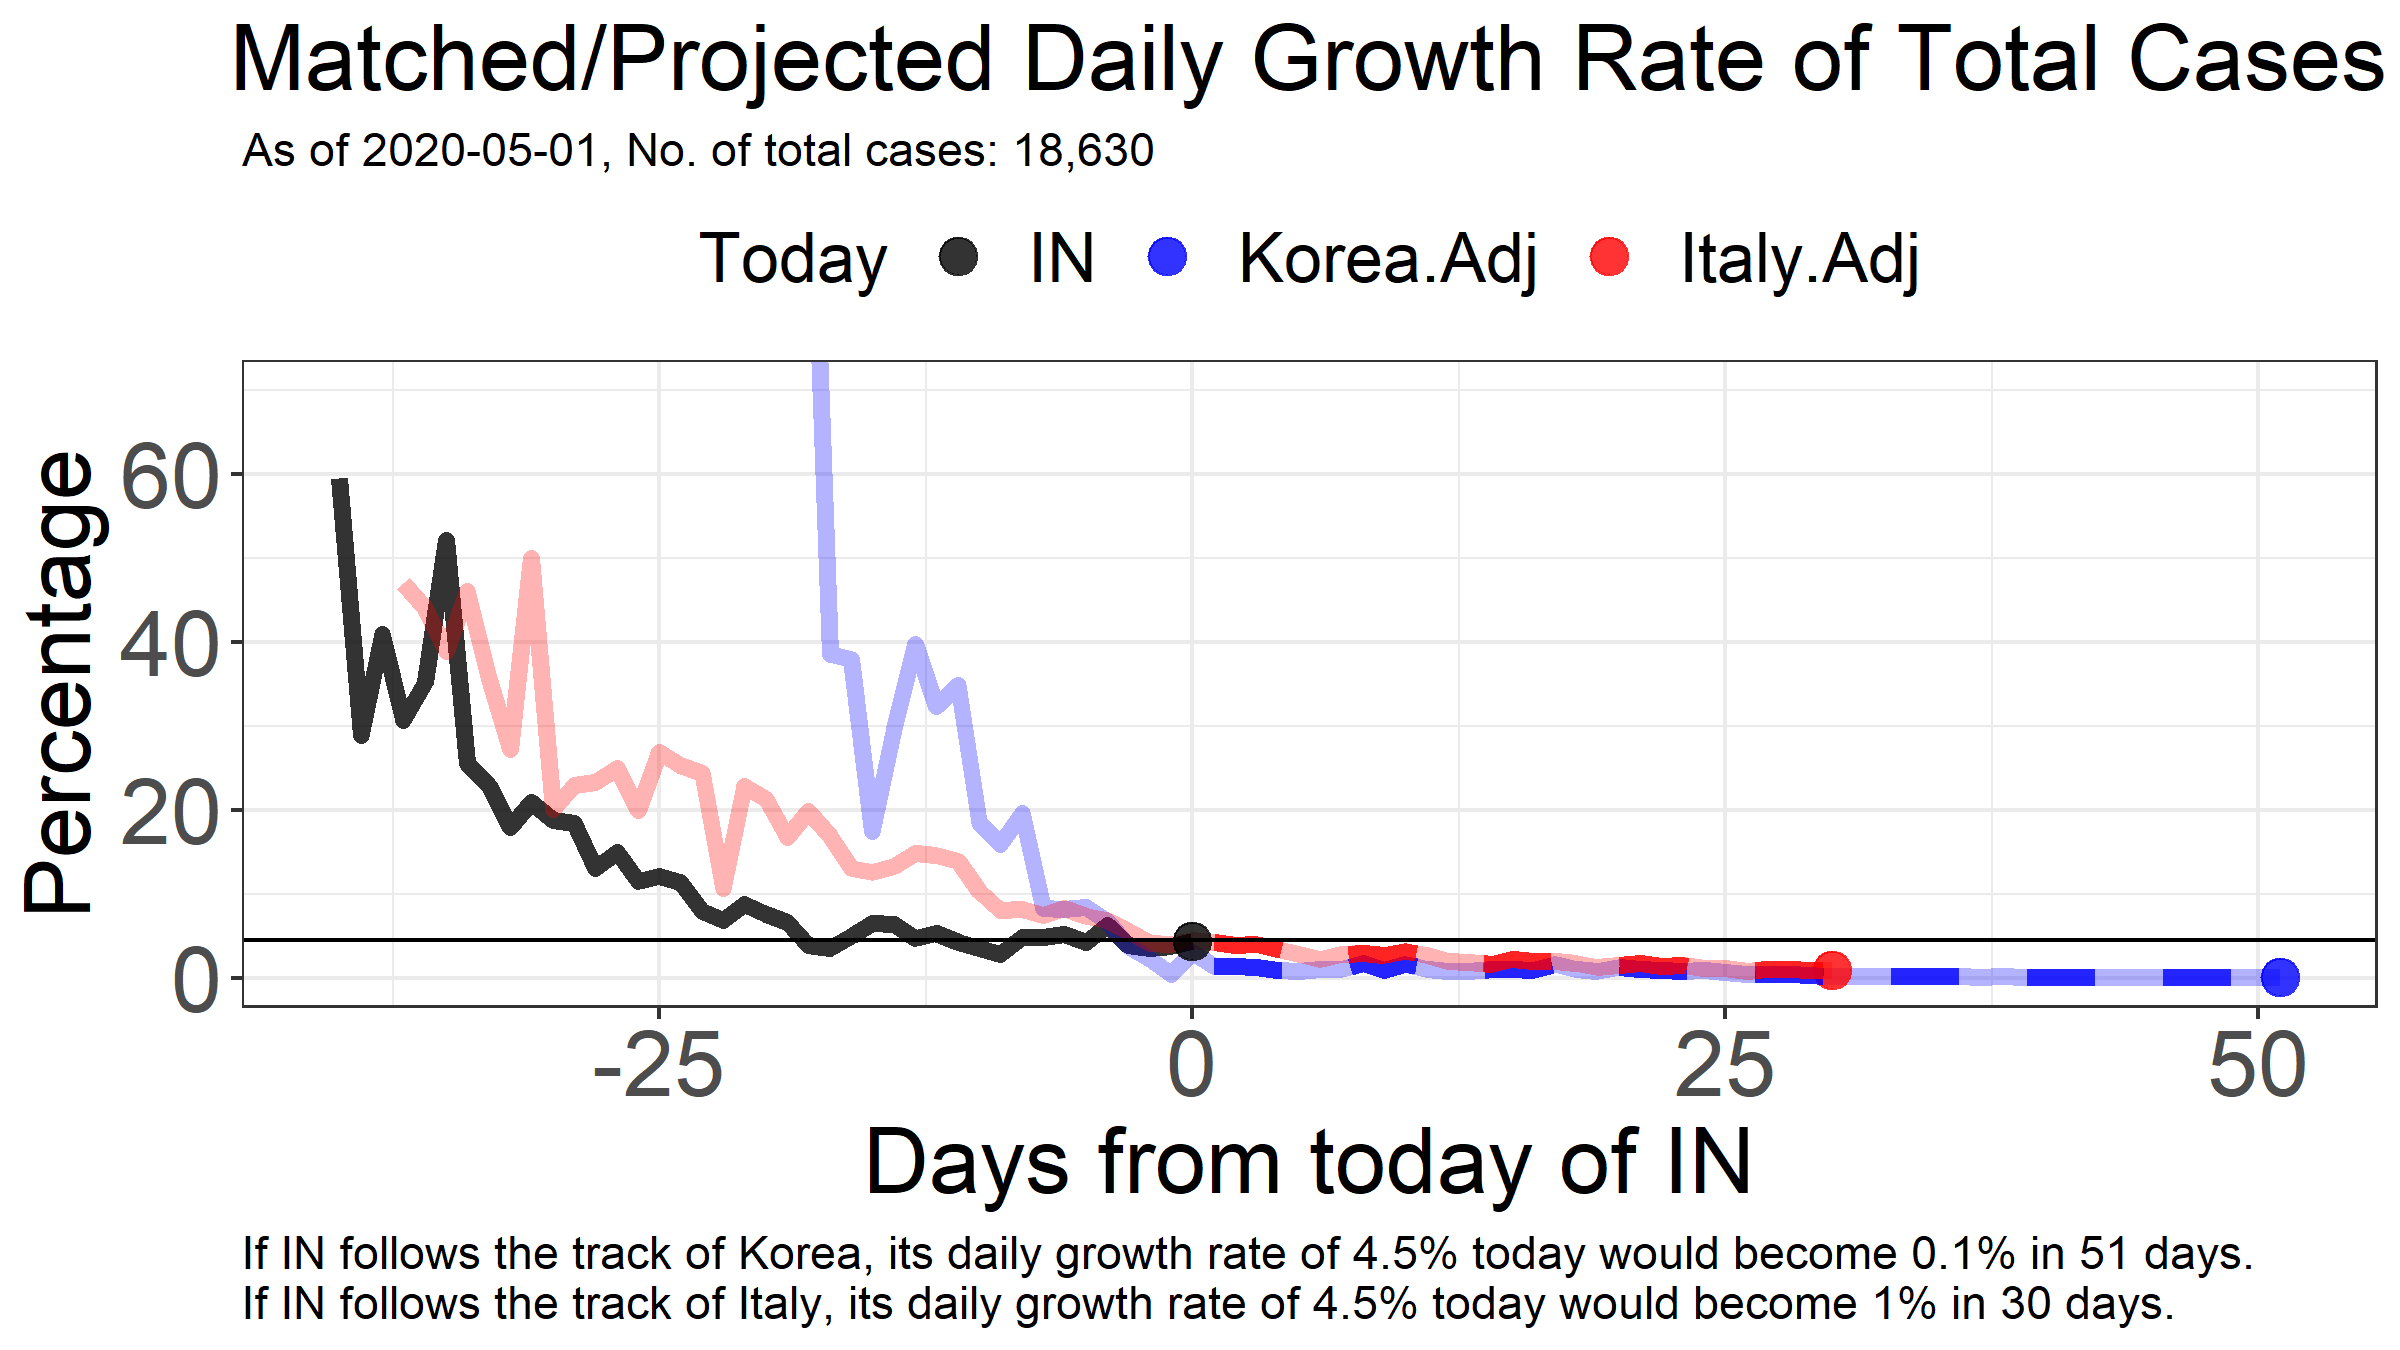 Matched/Projected Daily Growth Rate of Total Cases
As of 2020-05-01, No. of total cases: 18,630
Today IN Korea.Adj Italy.Adj
Percentage
60
40
20
0
-25 0 25 50
Days from today of IN
If IN follows the track of Korea, its daily growth rate of 4.5% today would become 0.1% in 51 days.
If IN follows the track of Italy, its daily growth rate of 4.5% today would become 1% in 30 days.